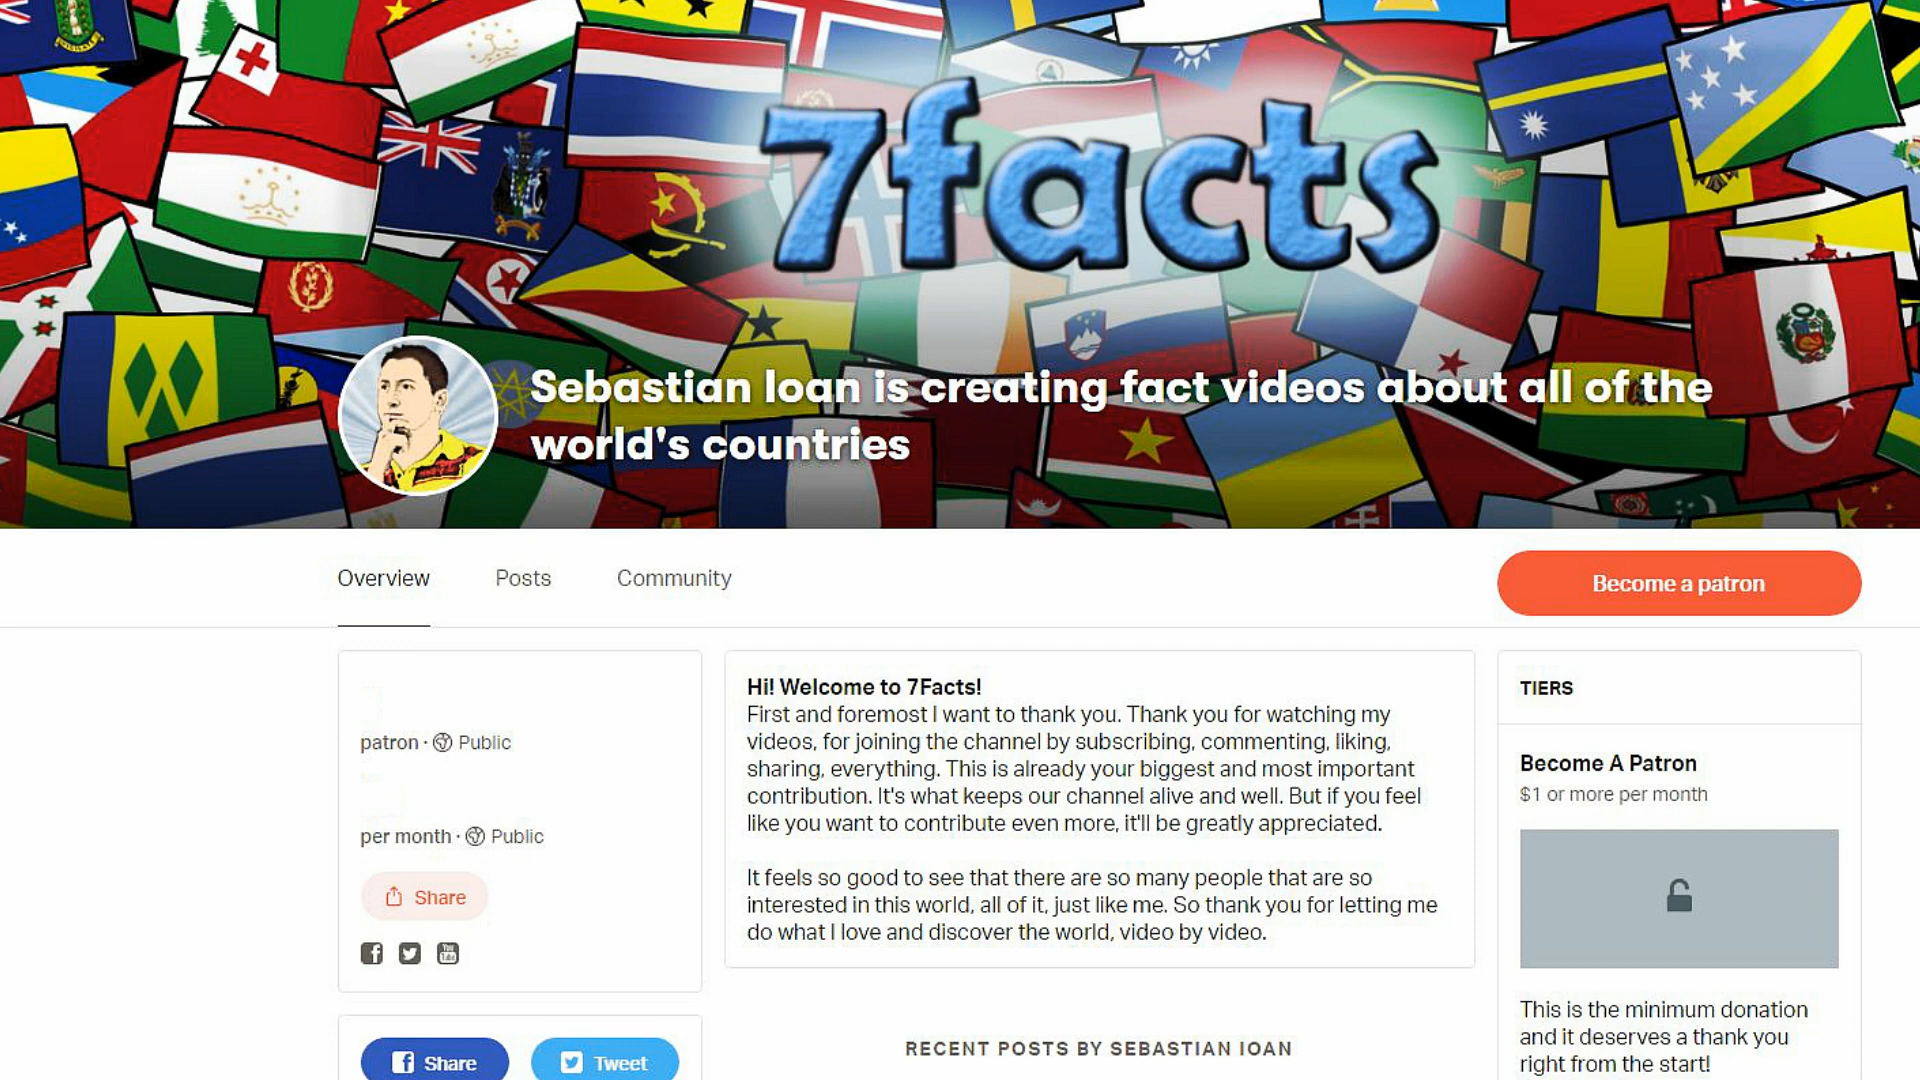 7facts
Sebastian Ioan is creating fact videos about all of the
world's countries
Overview
Posts
Community
Become a patron
patron · Public
per month · Public
Share
You
Tube
Share
Tweet
Hi! Welcome to 7Facts!
First and foremost I want to thank you. Thank you for watching my
videos, for joining the channel by subscribing, commenting, liking,
sharing, everything. This is already your biggest and most important
contribution. It's what keeps our channel alive and well. But if you feel
like you want to contribute even more, it'll be greatly appreciated.
It feels so good to see that there are so many people that are so
interested in this world, all of it, just like me. So thank you for letting me
do what I love and discover the world, video by video.
RECENT POSTS BY SEBASTIAN IOAN
TIERS
Become A Patron
$1 or more per month
This is the minimum donation
and it deserves a thank you
right from the start!